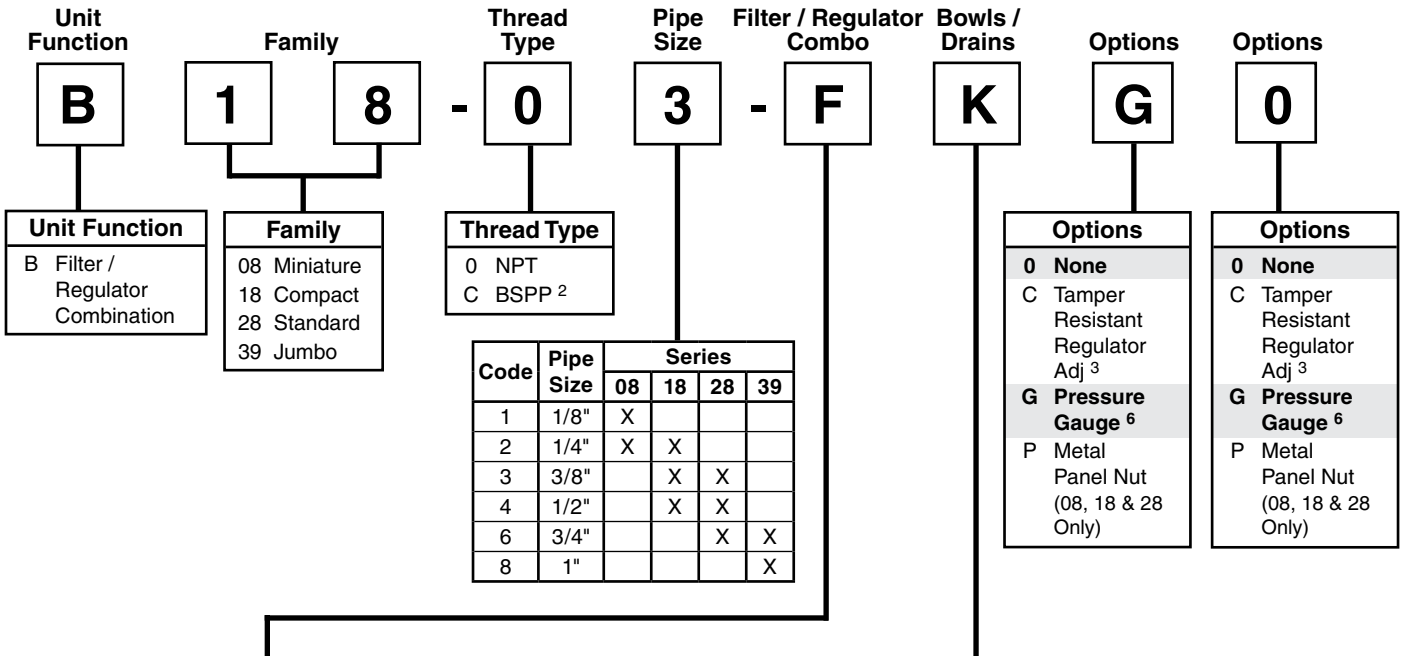 Unit Function
Family
Thread Type
Pipe Size
Filter / Regulator Combo
Bowls / Drains
Options
Options
B 1 8 - 0 3 - F K G 0
Unit Function
B Filter /
Regulator
Combination
Family
08 Miniature
18 Compact
28 Standard
39 Jumbo
Thread Type
0 NPT
C BSPP 2
Code Pipe Size Series
08 18 28 39
1 1/8" X
2 1/4" X X
3 3/8" X X
4 1/2" X X
6 3/4" X X
8 1" X
Options
0 None
C Tamper
Resistant
Regulator
Adj 3
G Pressure
Gauge 6
P Metal
Panel Nut
(08, 18 & 28
Only)
Options
0 None
C Tamper
Resistant
Regulator
Adj 3
G Pressure
Gauge 6
P Metal
Panel Nut
(08, 18 & 28
Only)